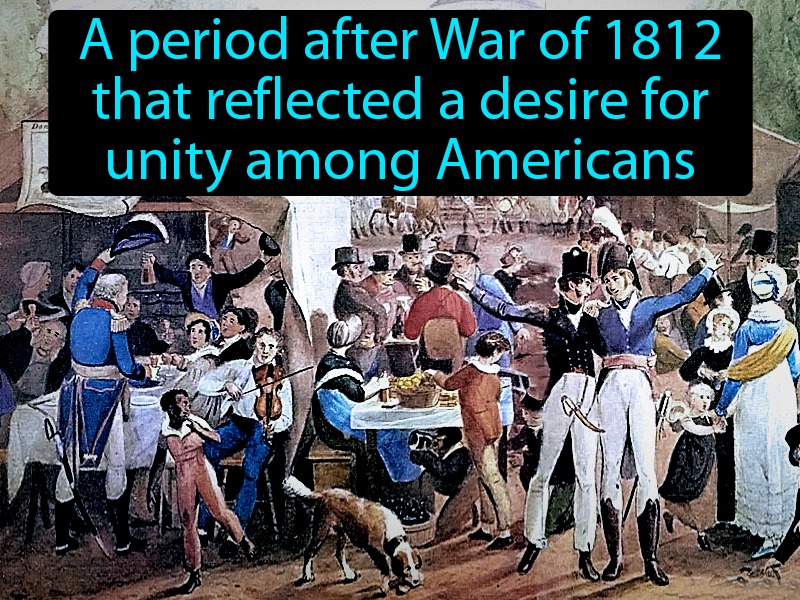 A period after War of 1812
that reflected a desire for
unity among Americans